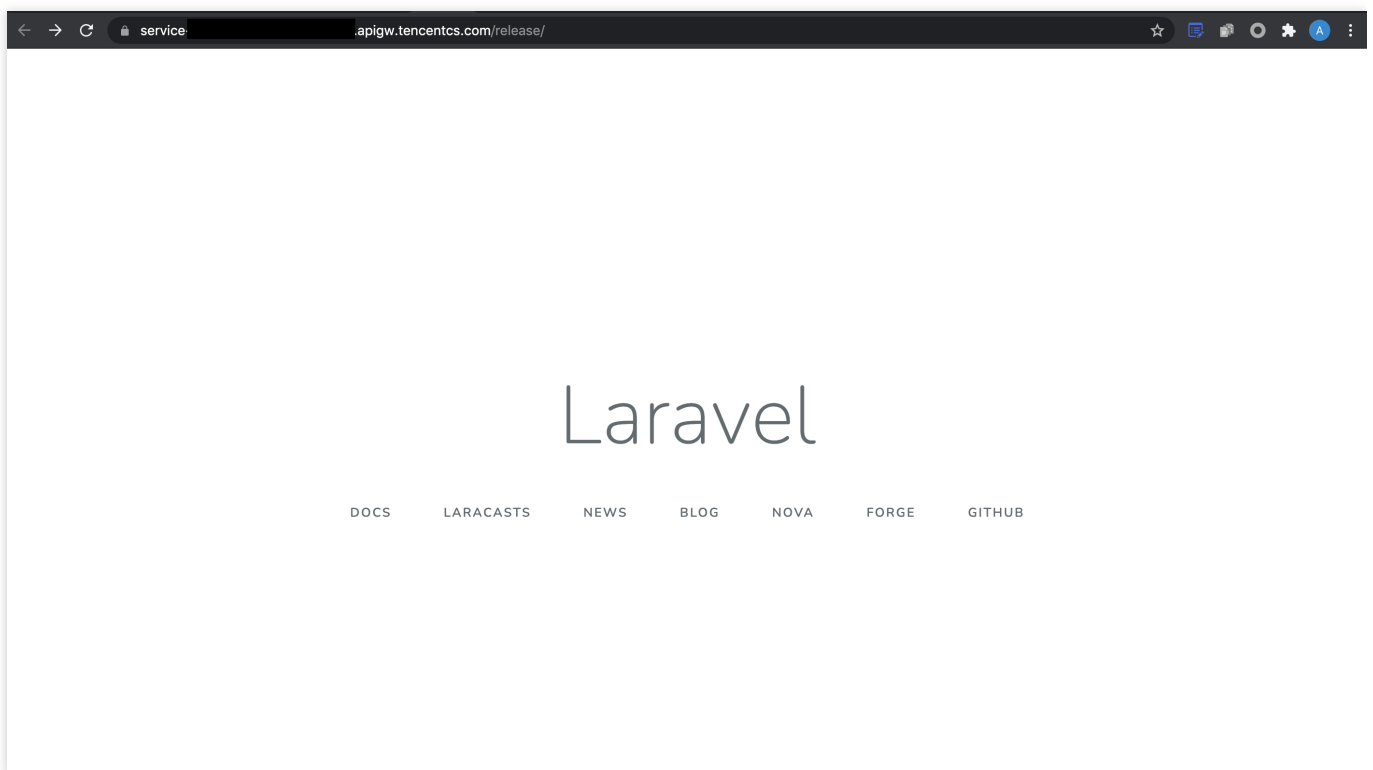 service- .apigw.tencentcs.com/release/
A
Laravel
DOCS LARACASTS NEWS BLOG NOVA FORGE GITHUB